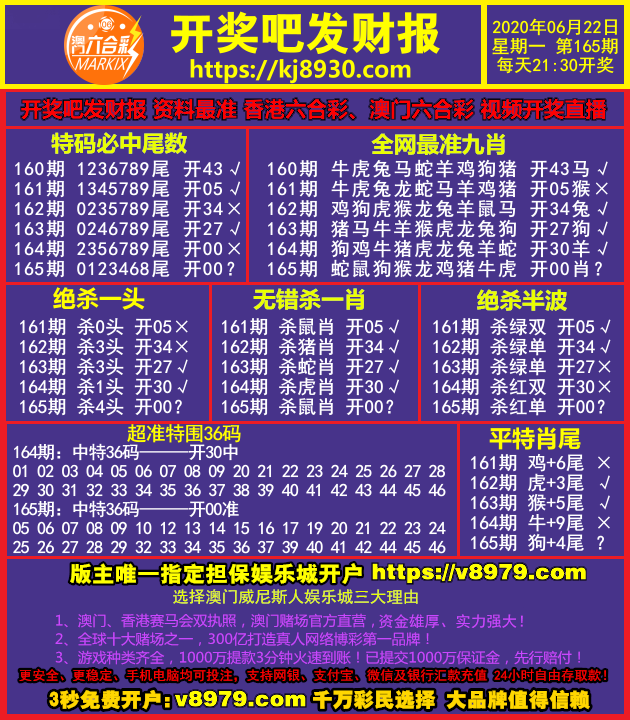 澳六合彩
MARKIX
开奖吧发财报
https://kj8930.com
2020年06月22日
星期一 第165期
每天21:30开奖
开奖吧发财报 资料最准 香港六合彩、澳门六合彩 视频开奖直播
特码必中尾数
160期 1236789尾 开43√
161期 1345789尾 开05√
162期 0235789尾 开34×
163期 0246789尾 开27√
164期 2356789尾 开00×
165期 0123468尾 开00?
全网最准九肖
160期 牛虎兔马蛇羊鸡狗猪 开43马√
161期 牛虎兔龙蛇马羊鸡猪 开05猴×
162期 鸡狗虎猴龙兔羊鼠马 开34兔√
163期 猪马牛羊猴虎龙兔狗 开27狗√
164期 狗鸡牛猪虎龙兔羊蛇 开30羊√
165期 蛇鼠狗猴龙鸡猪牛虎 开00肖?
绝杀一头
161期 杀0头 开05×
162期 杀3头 开34×
163期 杀3头 开27√
164期 杀1头 开30√
165期 杀4头 开00?
无错杀一肖
161期 杀鼠肖 开05√
162期 杀猪肖 开34√
163期 杀蛇肖 开27√
164期 杀虎肖 开30√
165期 杀鼠肖 开00?
绝杀半波
161期 杀绿双 开05√
162期 杀绿单 开34√
163期 杀绿单 开27×
164期 杀红双 开30×
165期 杀红单 开00?
超准特围36码
164期: 中特36码———开30中
01 02 03 04 05 06 07 08 09 20 21 22 23 24 25 26 27 28
29 30 31 32 33 34 35 36 37 38 39 40 41 42 43 44 45 46
165期: 中特36码———开00准
05 06 07 08 09 10 12 13 14 15 16 17 19 20 21 22 23 24
25 26 27 28 31 32 33 34 35 36 37 39 40 41 43 44 45 46
平特肖尾
161期 鸡+6尾 ×
162期 虎+3尾 √
163期 猴+5尾 √
164期 牛+9尾 ×
165期 狗+4尾 ?
版主唯一指定担保娱乐城开户 https://v8979.com
选择澳门威尼斯人娱乐城三大理由
1、澳门、香港赛马会双执照，澳门赌场官方直营，资金雄厚、实力强大！
2、全球十大赌场之一，300亿打造真人网络博彩第一品牌！
3、游戏种类齐全，1000万提款3分钟火速到账！已提交1000万保证金，先行赔付！
更安全、更稳定、手机电脑均可投注，支持网银、支付宝、微信及银行汇款充值 24小时自由存取款！
3秒免费开户:v8979.com 千万彩民选择 大品牌值得信赖